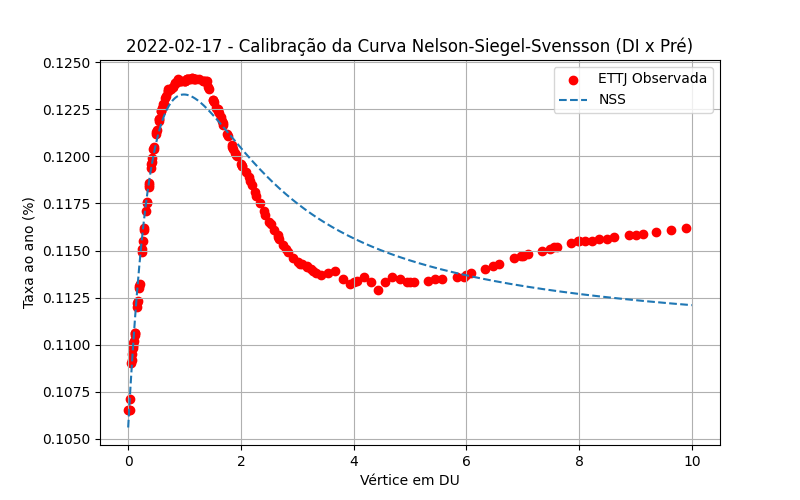 2022-02-17 - Calibração da Curva Nelson-Siegel-Svensson (DI x Pré)
ETTJ Observada
NSS
Taxa ao ano (%)
0.1250
0.1225
0.1200
0.1175
0.1150
0.1125
0.1100
0.1075
0.1050
0 2 4 6 8 10
Vértice em DU